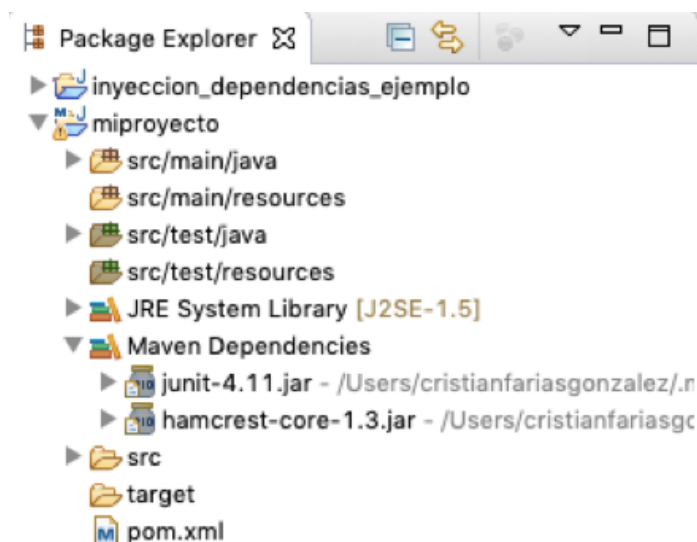 Package Explorer
inyeccion_dependencias_ejemplo
miproyecto
src/main/java
src/main/resources
src/test/java
src/test/resources
JRE System Library [J2SE-1.5]
Maven Dependencies
junit-4.11.jar - /Users/cristianfariasgonzalez/.n
hamcrest-core-1.3.jar - /Users/cristianfariasgc
src
target
pom.xml